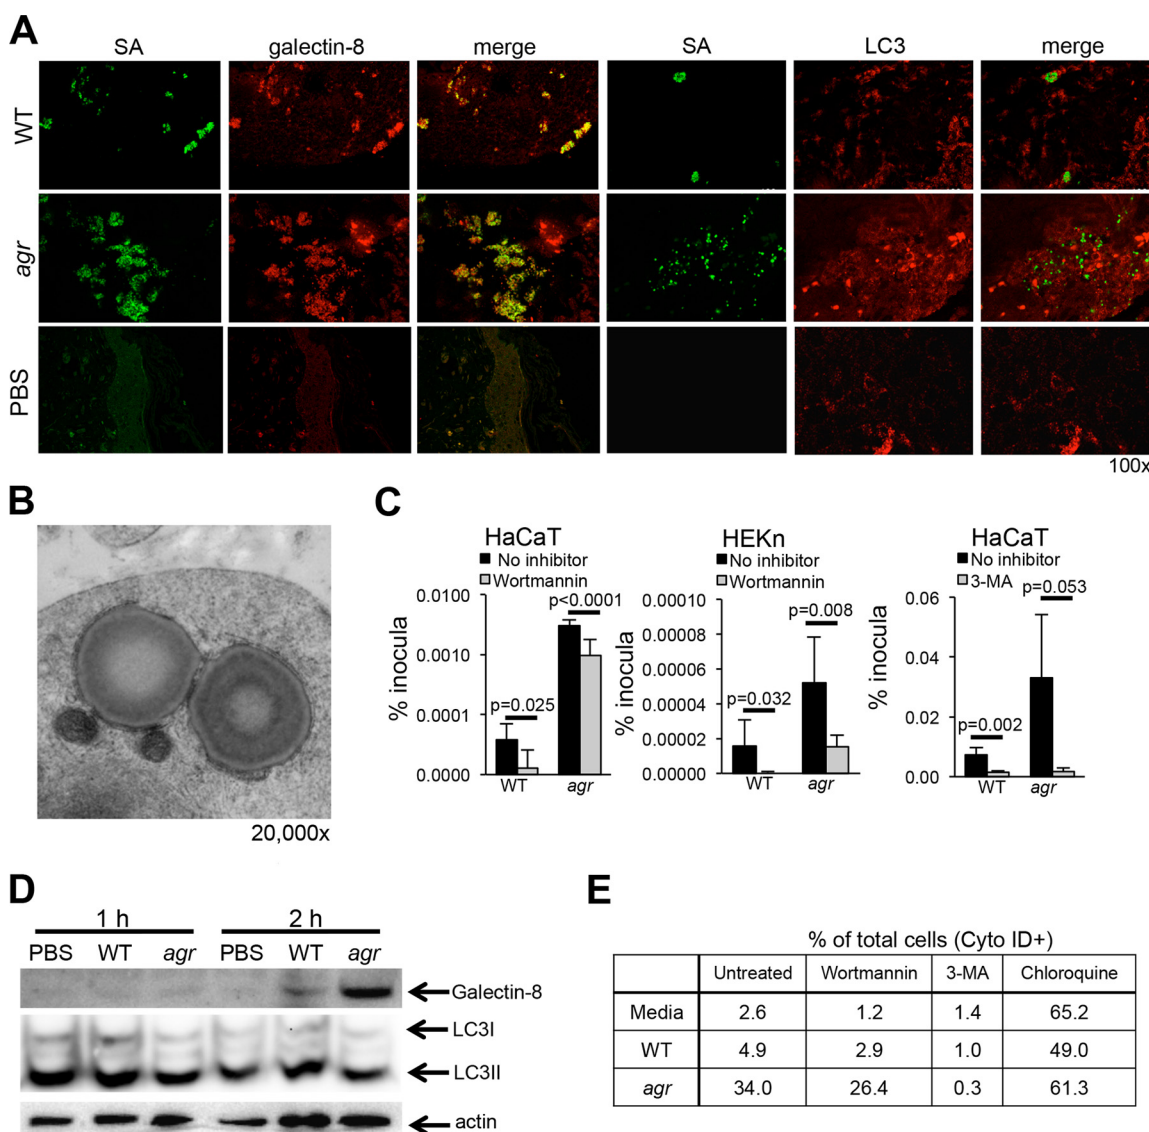 A
SA galectin-8 merge SA LC3 merge
WT
agr
PBS
100x
B
20,000x
C
HaCaT
No inhibitor
Wortmannin
% inocula
0.0100
0.0010
0.0001
0.0000
p<0.0001
p=0.025
WT agr
HEKn
No inhibitor
Wortmannin
% inocula
0.00010
0.00008
0.00006
0.00004
0.00002
0.00000
p=0.008
p=0.032
WT agr
HaCaT
No inhibitor
3-MA
% inocula
0.06
0.04
0.02
0.00
p=0.053
p=0.002
WT agr
D
1 h 2 h
PBS WT agr PBS WT agr
Galectin-8
LC3I
LC3II
actin
E
% of total cells (Cyto ID+)
Untreated Wortmannin 3-MA Chloroquine
Media 2.6 1.2 1.4 65.2
WT 4.9 2.9 1.0 49.0
agr 34.0 26.4 0.3 61.3